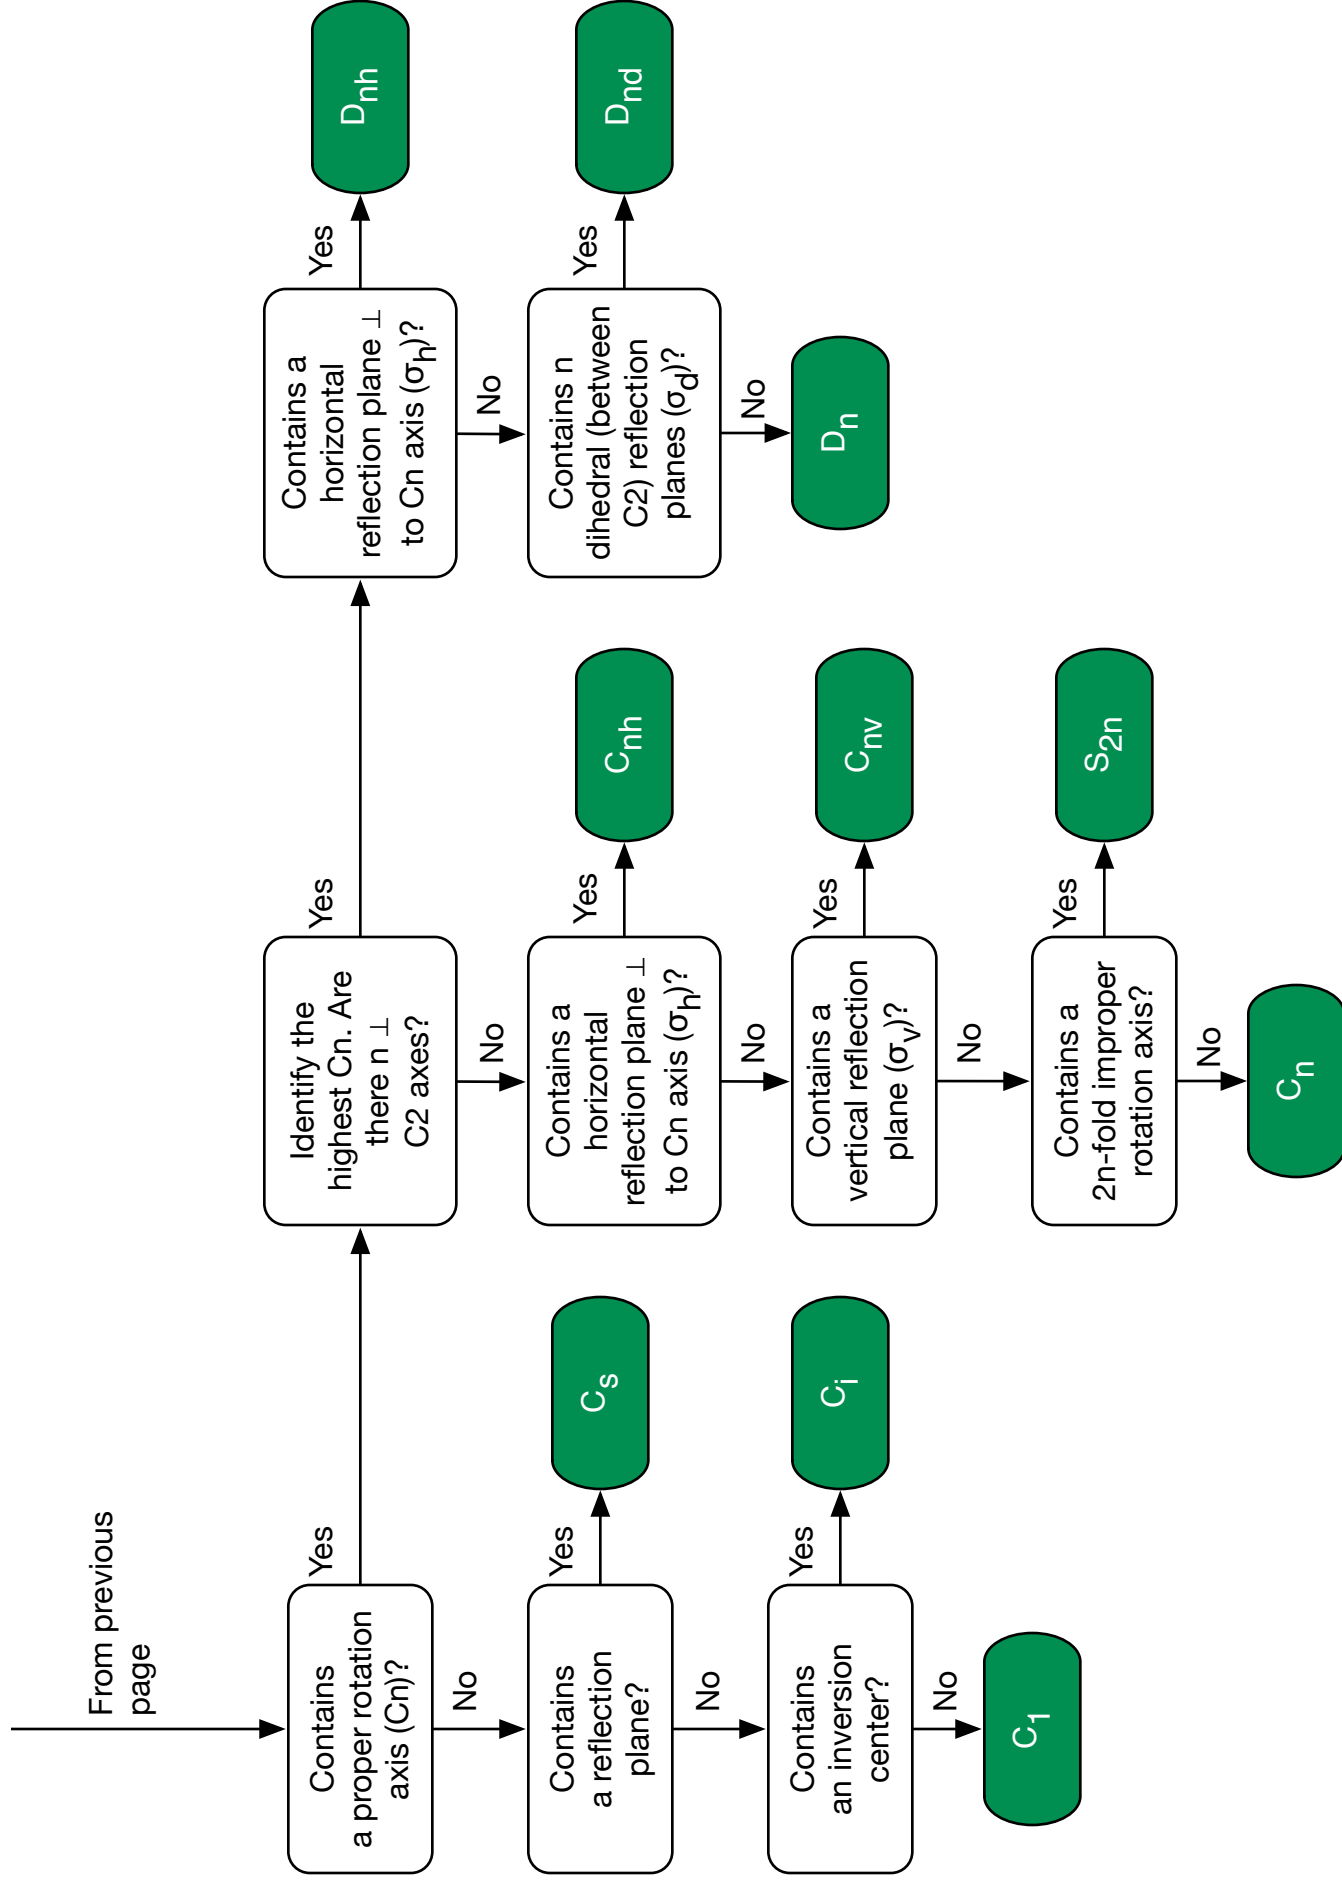 From previous
page
Contains
a proper rotation
axis (Cn)?
Yes
No
Identify the
highest Cn. Are
there n ⊥
C2 axes?
Yes
No
Contains a
horizontal
reflection plane ⊥
to Cn axis (σh)?
Yes
No
Dnh
Contains n
dihedral (between
C2) reflection
planes (σd)?
Yes
No
Dnd
Dn
Contains a
horizontal
reflection plane ⊥
to Cn axis (σh)?
Yes
No
Cnh
Contains a
vertical reflection
plane (σv)?
Yes
No
Cnv
Contains a
2n-fold improper
rotation axis?
Yes
No
S2n
Cn
Contains
a reflection
plane?
Yes
No
Cs
Contains
an inversion
center?
Yes
No
Ci
C1